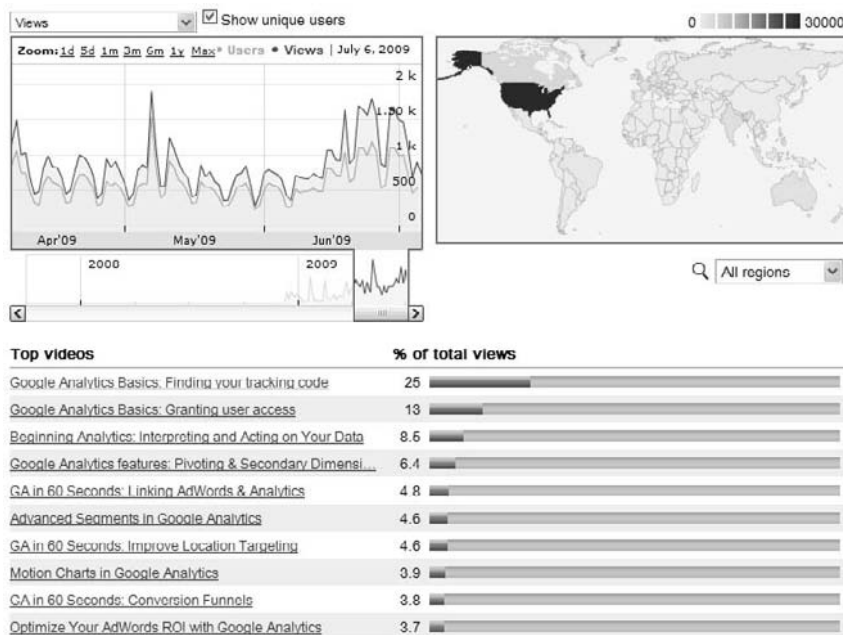 Views
Show unique users
0 30000
Zoom: 1d 5d 1m 3m 6m 1y Max • Users • Views | July 6, 2009
2 k
1.50 k
1 k
500
0
Apr'09 May'09 Jun'09
2008 2009
All regions
Top videos % of total views
Google Analytics Basics: Finding your tracking code 25
Google Analytics Basics: Granting user access 13
Beginning Analytics: Interpreting and Acting on Your Data 8.5
Google Analytics features: Pivoting & Secondary Dimensi... 6.4
GA in 60 Seconds: Linking AdWords & Analytics 4.8
Advanced Segments in Google Analytics 4.6
GA in 60 Seconds: Improve Location Targeting 4.6
Motion Charts in Google Analytics 3.9
GA in 60 Seconds: Conversion Funnels 3.8
Optimize Your AdWords ROI with Google Analytics 3.7